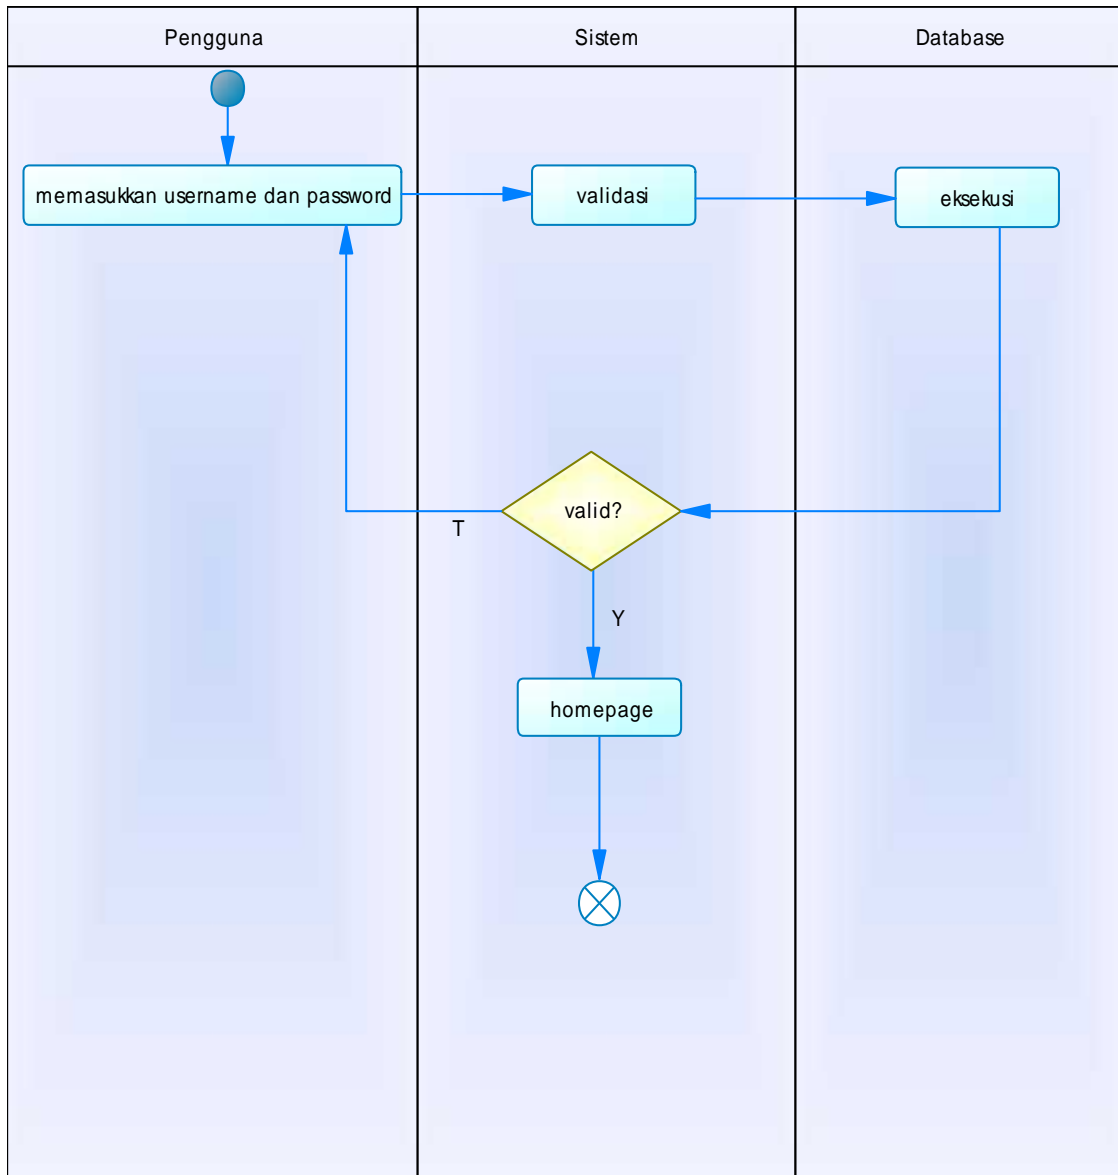 Pengguna
Sistem
Database
memasukkan username dan password
validasi
eksekusi
valid?
T
Y
homepage